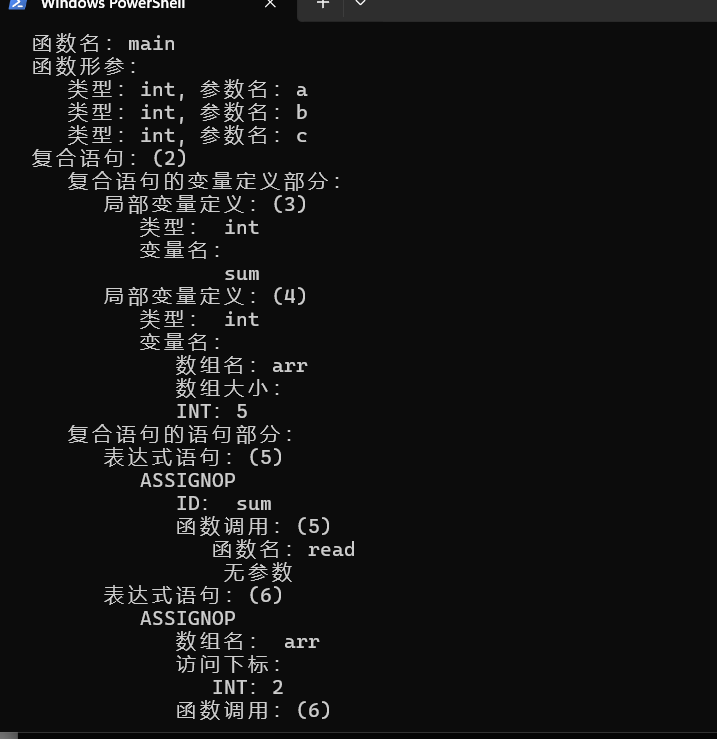 Windows PowerShell
函数名: main
函数形参:
类型: int, 参数名: a
类型: int, 参数名: b
类型: int, 参数名: c
复合语句: (2)
复合语句的变量定义部分:
局部变量定义: (3)
类型:  int
变量名:
sum
局部变量定义: (4)
类型:  int
变量名:
数组名: arr
数组大小:
INT: 5
复合语句的语句部分:
表达式语句: (5)
ASSIGNOP
ID:  sum
函数调用: (5)
函数名: read
无参数
表达式语句: (6)
ASSIGNOP
数组名:  arr
访问下标:
INT: 2
函数调用: (6)